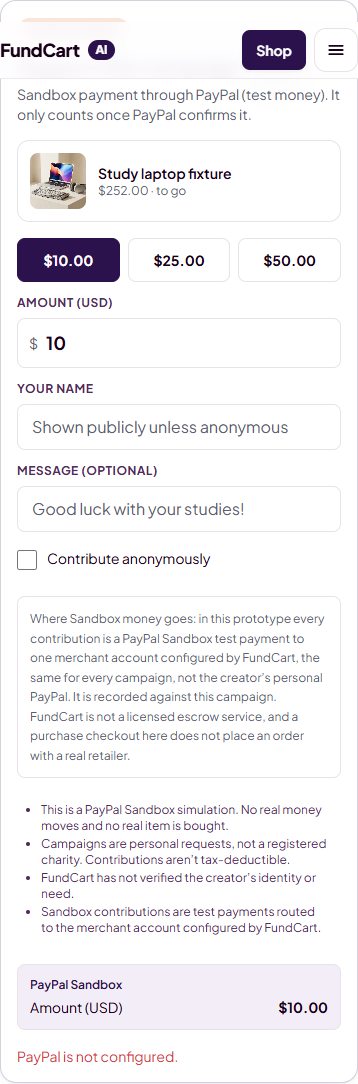 FundCart AI
Shop
Sandbox payment through PayPal (test money). It
only counts once PayPal confirms it.
Study laptop fixture
$252.00 · to go
$10.00
$25.00
$50.00
AMOUNT (USD)
$ 10
YOUR NAME
Shown publicly unless anonymous
MESSAGE (OPTIONAL)
Good luck with your studies!
Contribute anonymously
Where Sandbox money goes: in this prototype every
contribution is a PayPal Sandbox test payment to
one merchant account configured by FundCart, the
same for every campaign, not the creator's personal
PayPal. It is recorded against this campaign.
FundCart is not a licensed escrow service, and a
purchase checkout here does not place an order
with a real retailer.
• This is a PayPal Sandbox simulation. No real money
moves and no real item is bought.
• Campaigns are personal requests, not a registered
charity. Contributions aren't tax-deductible.
• FundCart has not verified the creator's identity or
need.
• Sandbox contributions are test payments routed
to the merchant account configured by FundCart.
PayPal Sandbox
Amount (USD) $10.00
PayPal is not configured.